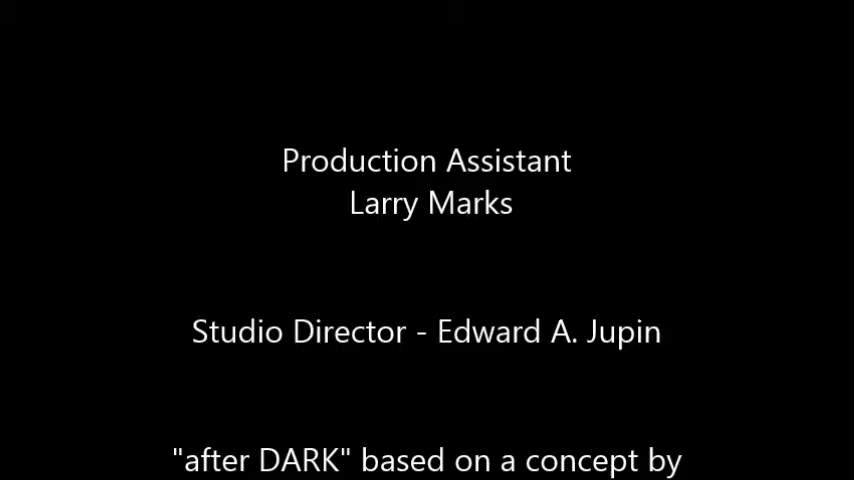 Production Assistant
Larry Marks
Studio Director - Edward A. Jupin
"after DARK" based on a concept by